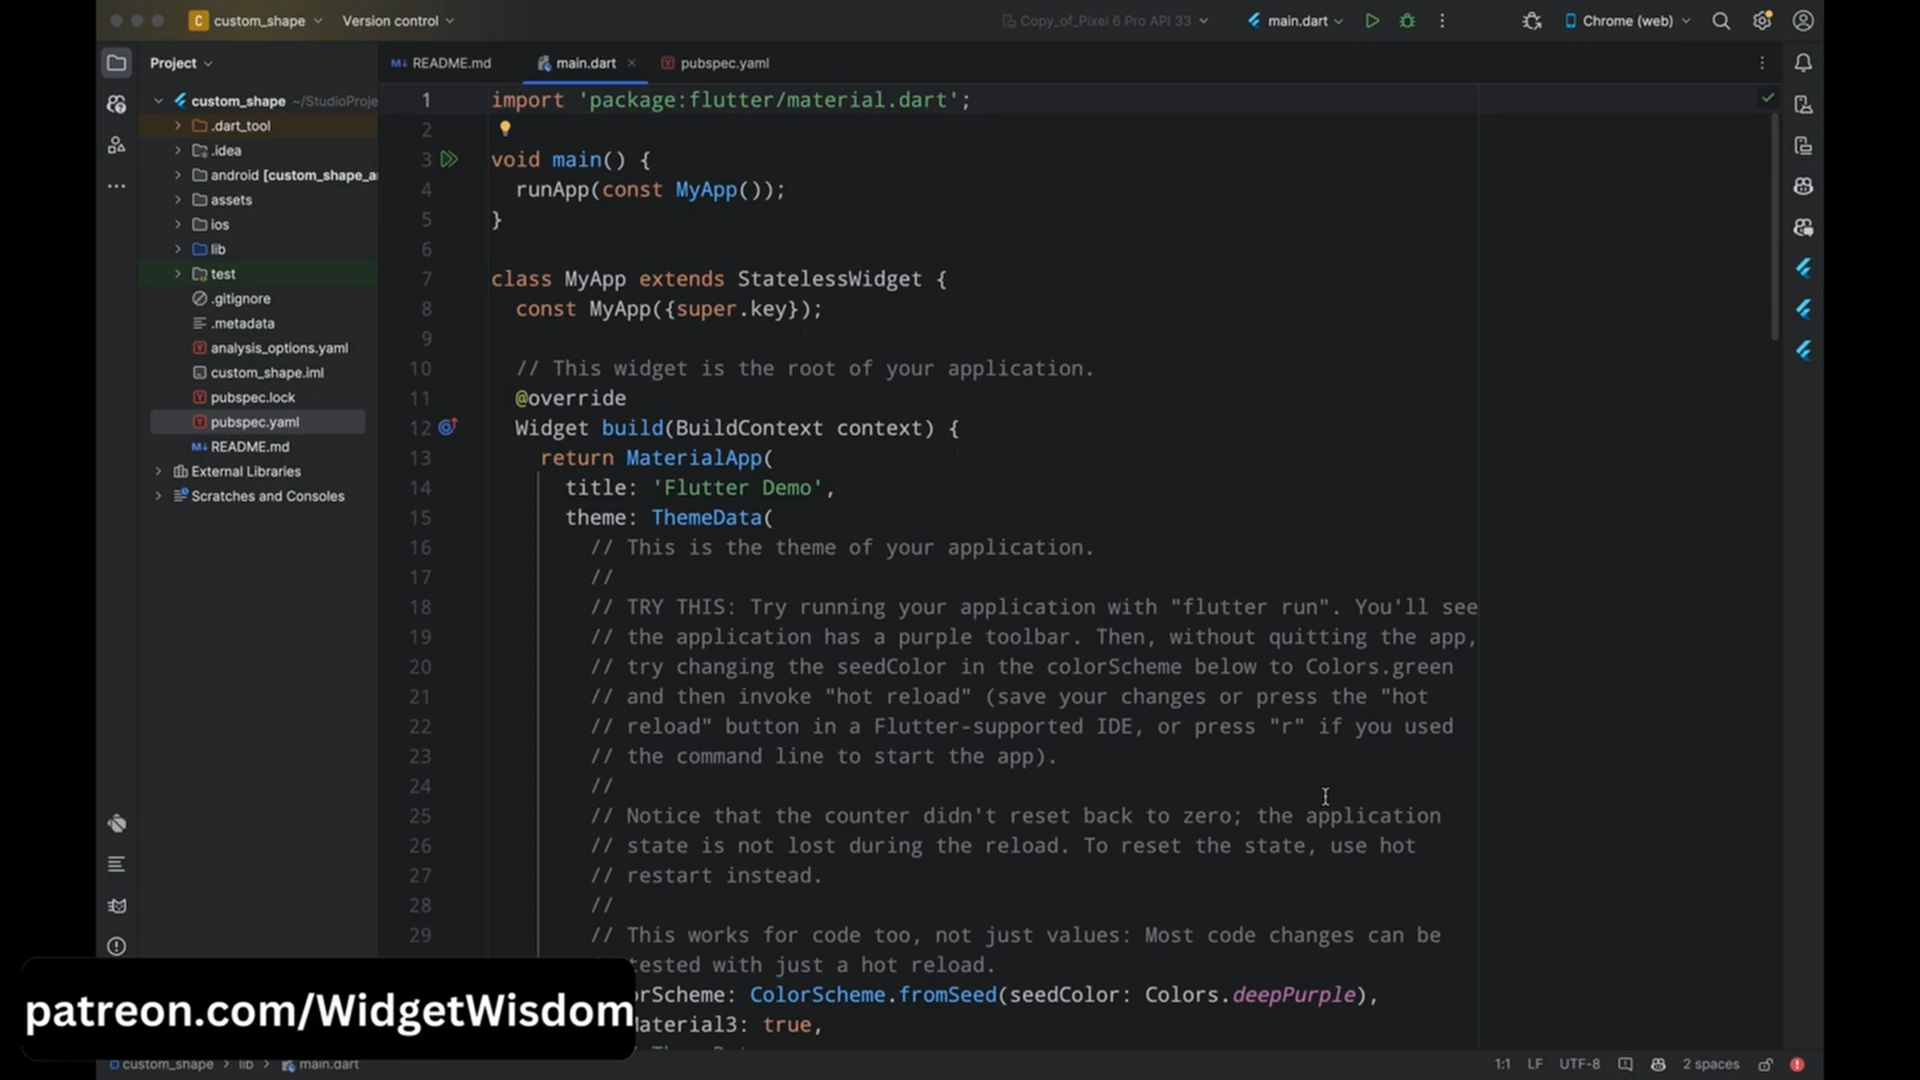 C custom_shape Version control Copy_of_Pixel 6 Pro API 33 main.dart Chrome (web)
Project
README.md main.dart pubspec.yaml
custom_shape ~/StudioProje
.dart_tool
.idea
android [custom_shape_a
assets
ios
lib
test
.gitignore
.metadata
analysis_options.yaml
custom_shape.iml
pubspec.lock
pubspec.yaml
README.md
External Libraries
Scratches and Consoles
1 import 'package:flutter/material.dart';
2
3 void main() {
4 runApp(const MyApp());
5 }
6
7 class MyApp extends StatelessWidget {
8 const MyApp({super.key});
9
10 // This widget is the root of your application.
11 @override
12 Widget build(BuildContext context) {
13 return MaterialApp(
14 title: 'Flutter Demo',
15 theme: ThemeData(
16 // This is the theme of your application.
17 //
18 // TRY THIS: Try running your application with "flutter run". You'll see
19 // the application has a purple toolbar. Then, without quitting the app,
20 // try changing the seedColor in the colorScheme below to Colors.green
21 // and then invoke "hot reload" (save your changes or press the "hot
22 // reload" button in a Flutter-supported IDE, or press "r" if you used
23 // the command line to start the app).
24 //
25 // Notice that the counter didn't reset back to zero; the application
26 // state is not lost during the reload. To reset the state, use hot
27 // restart instead.
28 //
29 // This works for code too, not just values: Most code changes can be
tested with just a hot reload.
orScheme: ColorScheme.fromSeed(seedColor: Colors.deepPurple),
Material3: true,
patreon.com/WidgetWisdom
custom_shape > lib > main.dart 1:1 LF UTF-8 2 spaces